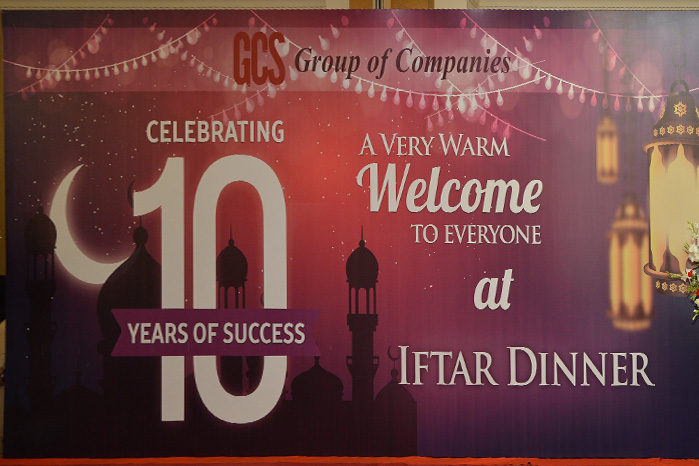 GCS Group of Companies
CELEBRATING
10
YEARS OF SUCCESS
A VERY WARM
Welcome
TO EVERYONE
at
IFTAR DINNER